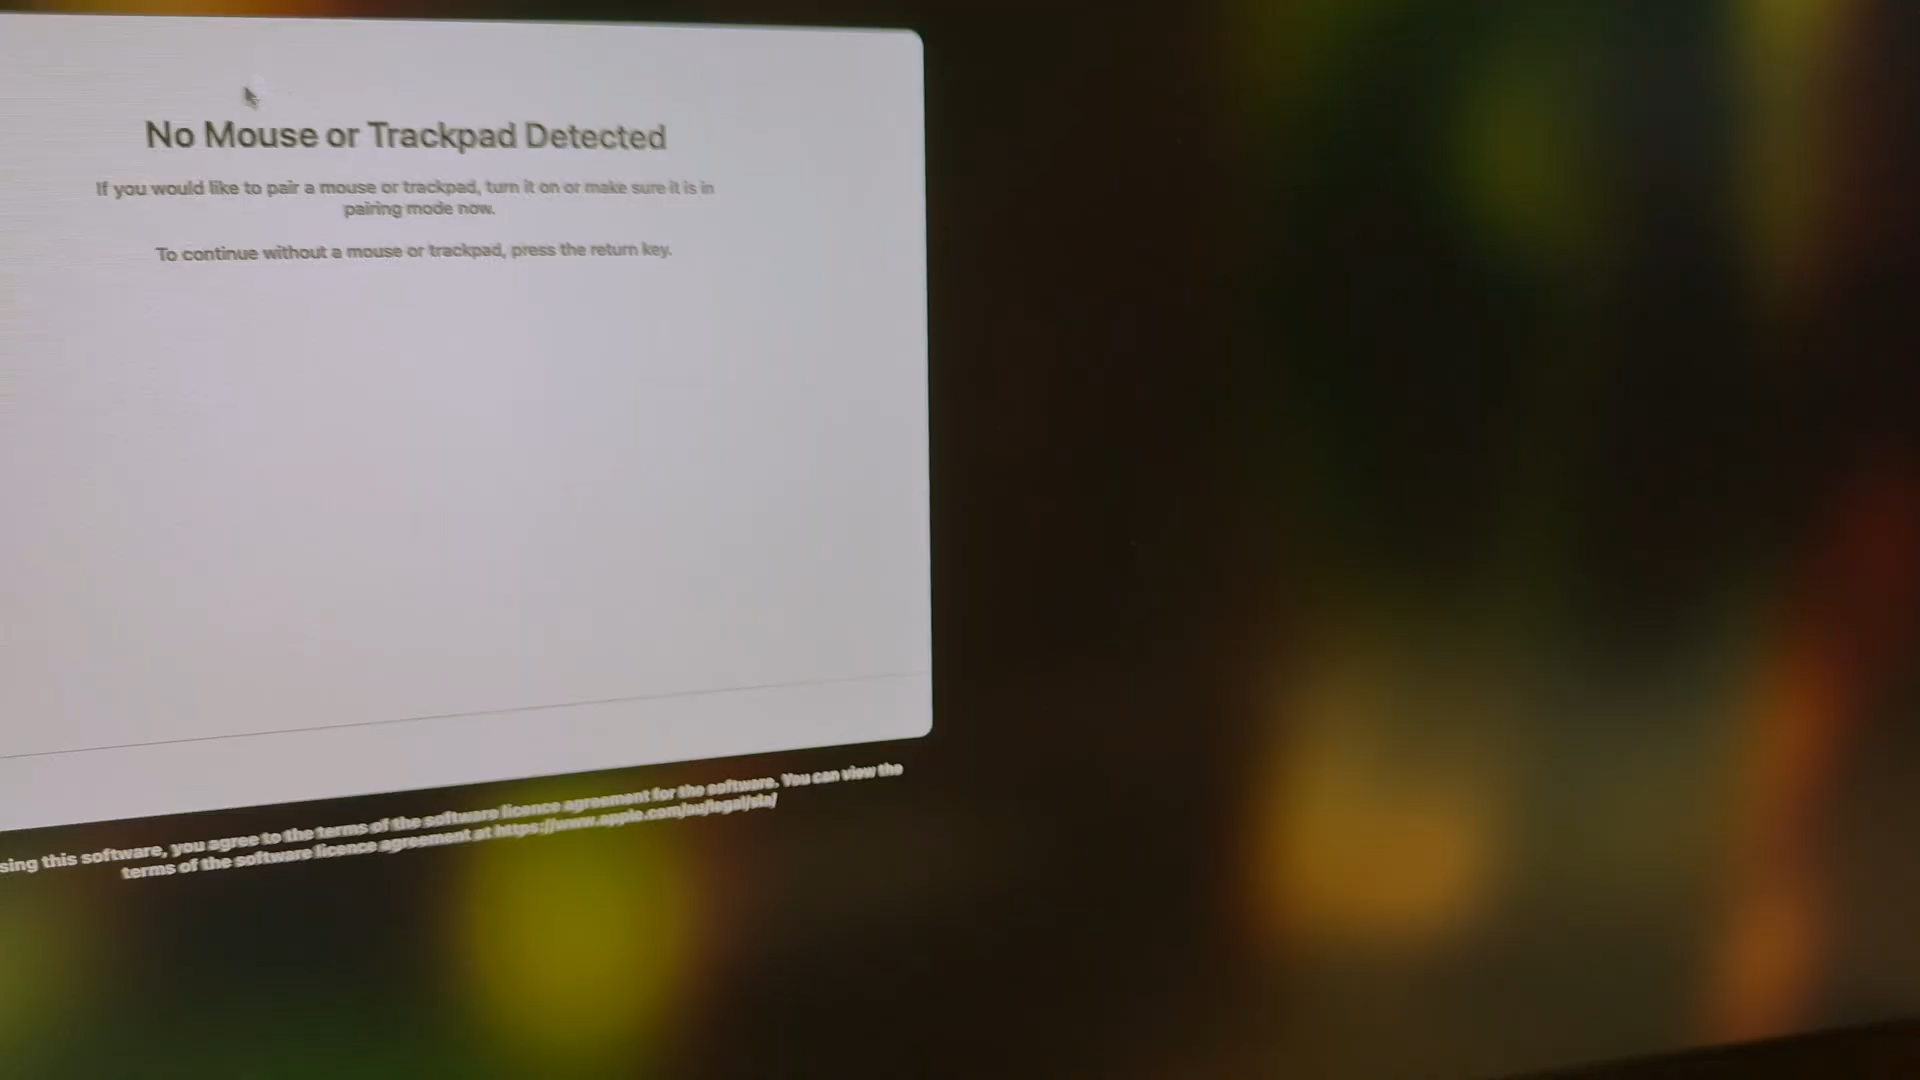 No Mouse or Trackpad Detected
If you would like to pair a mouse or trackpad, turn it on or make sure it is in
pairing mode now.
To continue without a mouse or trackpad, press the return key.
sing this software, you agree to the terms of the software licence agreement for the software. You can view the
terms of the software licence agreement at https://www.apple.com/au/legal/sla/